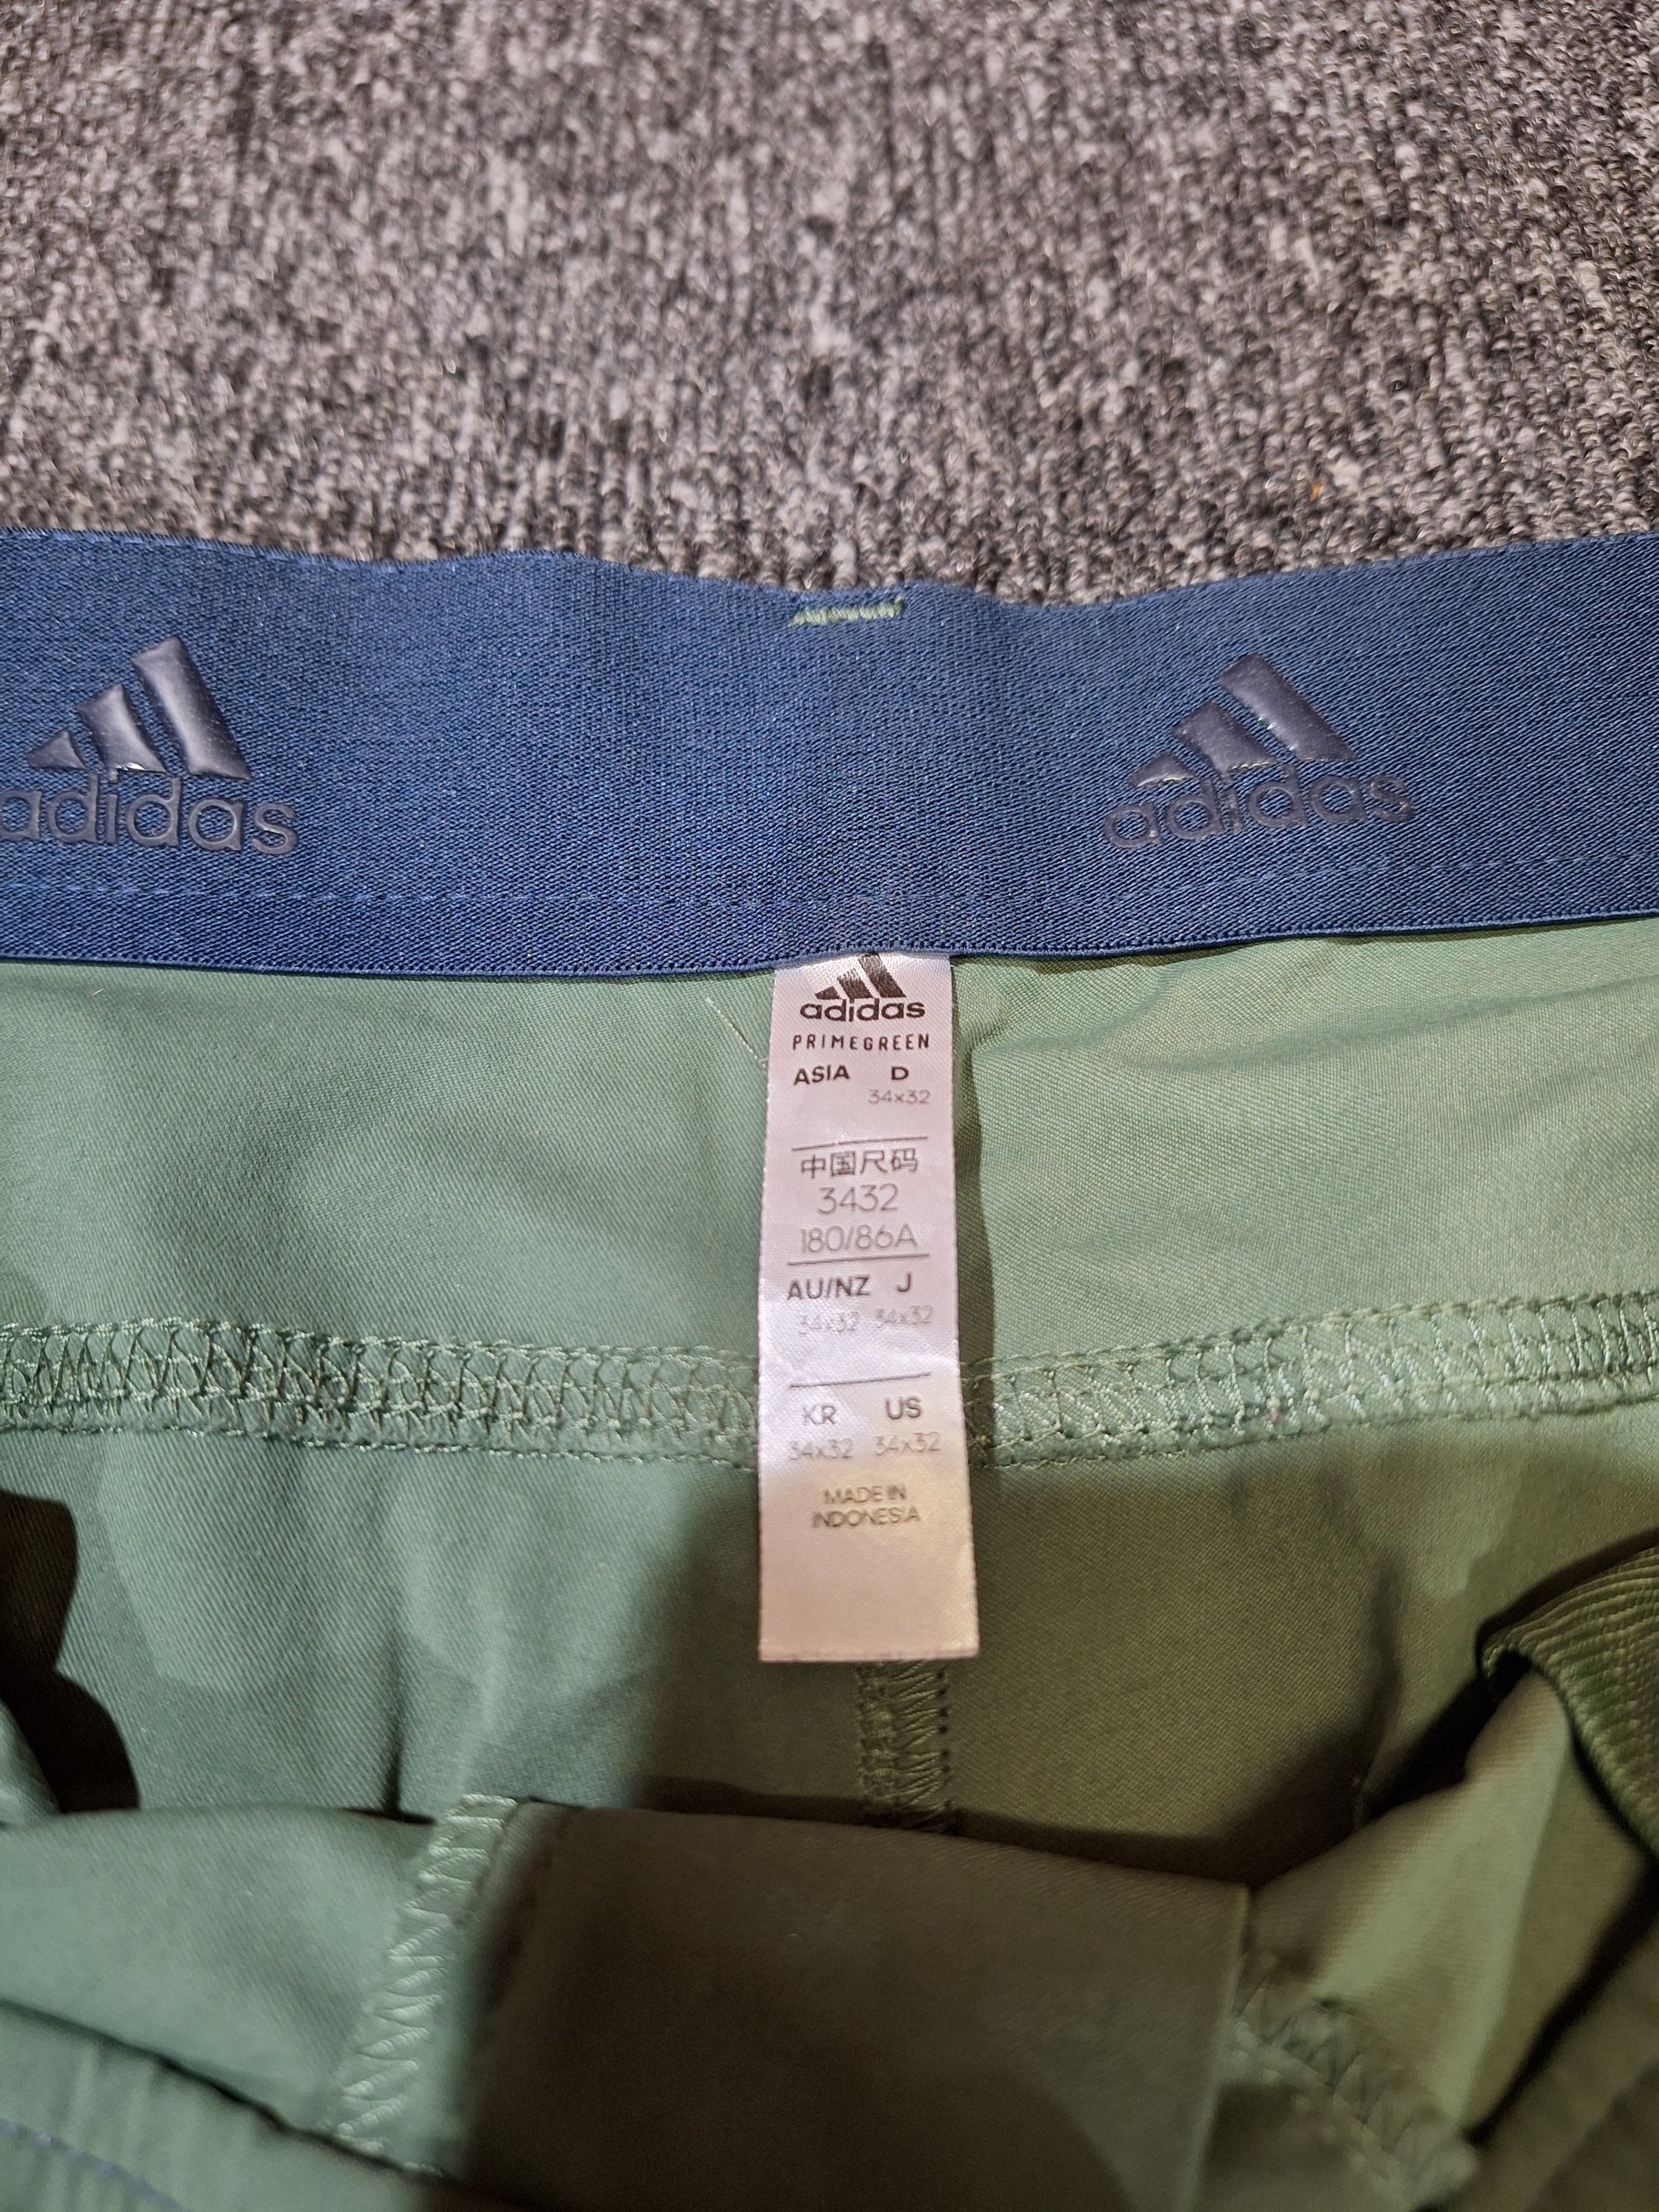 adidas
adidas
adidas
PRIMEGREEN
ASIA D
34x32
中国尺码
3432
180/86A
AU/NZ J
34x32 34x32
KR US
34x32 34x32
MADE IN
INDONESIA